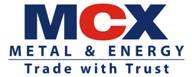 MCX
METAL & ENERGY
Trade with Trust